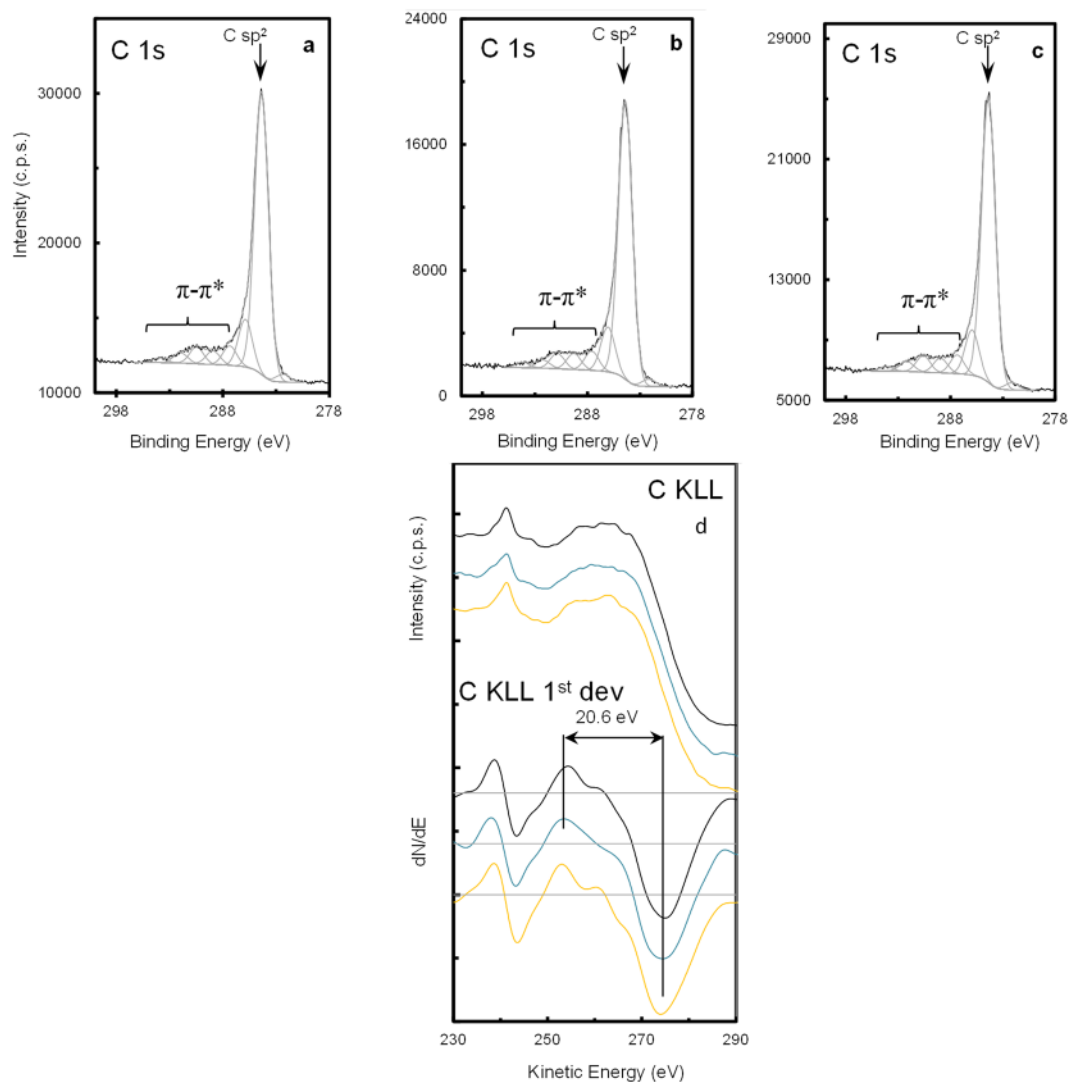 C 1s
C sp²
a
Intensity (c.p.s.)
30000
20000
10000
π-π*
298
288
278
Binding Energy (eV)
C 1s
C sp²
b
24000
16000
8000
0
π-π*
298
288
278
Binding Energy (eV)
C 1s
C sp²
c
29000
21000
13000
5000
π-π*
298
288
278
Binding Energy (eV)
C KLL
d
Intensity (c.p.s.)
C KLL 1st dev
20.6 eV
dN/dE
230
250
270
290
Kinetic Energy (eV)